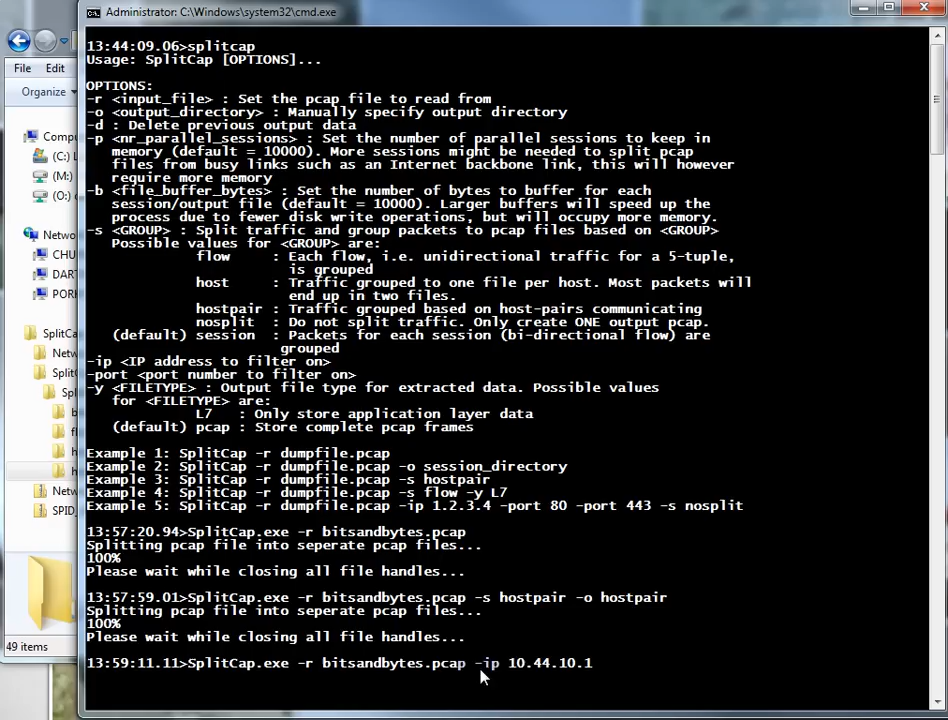 Administrator: C:\Windows\system32\cmd.exe
13:44:09.06>splitcap
Usage: SplitCap [OPTIONS]...
OPTIONS:
-r <input_file> : Set the pcap file to read from
-o <output_directory> : Manually specify output directory
-d : Delete previous output data
-p <nr_parallel_sessions> : Set the number of parallel sessions to keep in
memory (default = 10000). More sessions might be needed to split pcap
files from busy links such as an Internet backbone link, this will however
require more memory
-b <file_buffer_bytes> : Set the number of bytes to buffer for each
session/output file (default = 10000). Larger buffers will speed up the
process due to fewer disk write operations, but will occupy more memory.
-s <GROUP> : Split traffic and group packets to pcap files based on <GROUP>
Possible values for <GROUP> are:
flow : Each flow, i.e. unidirectional traffic for a 5-tuple,
is grouped
host : Traffic grouped to one file per host. Most packets will
end up in two files.
hostpair : Traffic grouped based on host-pairs communicating
nosplit : Do not split traffic. Only create ONE output pcap.
(default) session : Packets for each session (bi-directional flow) are
grouped
-ip <IP address to filter on>
-port <port number to filter on>
-y <FILETYPE> : Output file type for extracted data. Possible values
for <FILETYPE> are:
L7 : Only store application layer data
(default) pcap : Store complete pcap frames
Example 1: SplitCap -r dumpfile.pcap
Example 2: SplitCap -r dumpfile.pcap -o session_directory
Example 3: SplitCap -r dumpfile.pcap -s hostpair
Example 4: SplitCap -r dumpfile.pcap -s flow -y L7
Example 5: SplitCap -r dumpfile.pcap -ip 1.2.3.4 -port 80 -port 443 -s nosplit
13:57:20.94>SplitCap.exe -r bitsandbytes.pcap
Splitting pcap file into seperate pcap files...
100%
Please wait while closing all file handles...
13:57:59.01>SplitCap.exe -r bitsandbytes.pcap -s hostpair -o hostpair
Splitting pcap file into seperate pcap files...
100%
Please wait while closing all file handles...
13:59:11.11>SplitCap.exe -r bitsandbytes.pcap -ip 10.44.10.1
File Edit
Organize
Compu
(C:) L
(M:)
(O:)
Netwo
CHU
DART
PORK
SplitCa
Netw
Split
Spl
b
fl
h
h
Netw
SPID_
49 items